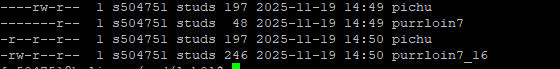 ----rw-r--  1 s504751 studs 197 2025-11-19 14:49 pichu
-------r--  1 s504751 studs  48 2025-11-19 14:49 purrloin7
-r--r--r--  1 s504751 studs 197 2025-11-19 14:50 pichu
-rw-r--r--  1 s504751 studs 246 2025-11-19 14:50 purrloin7_16